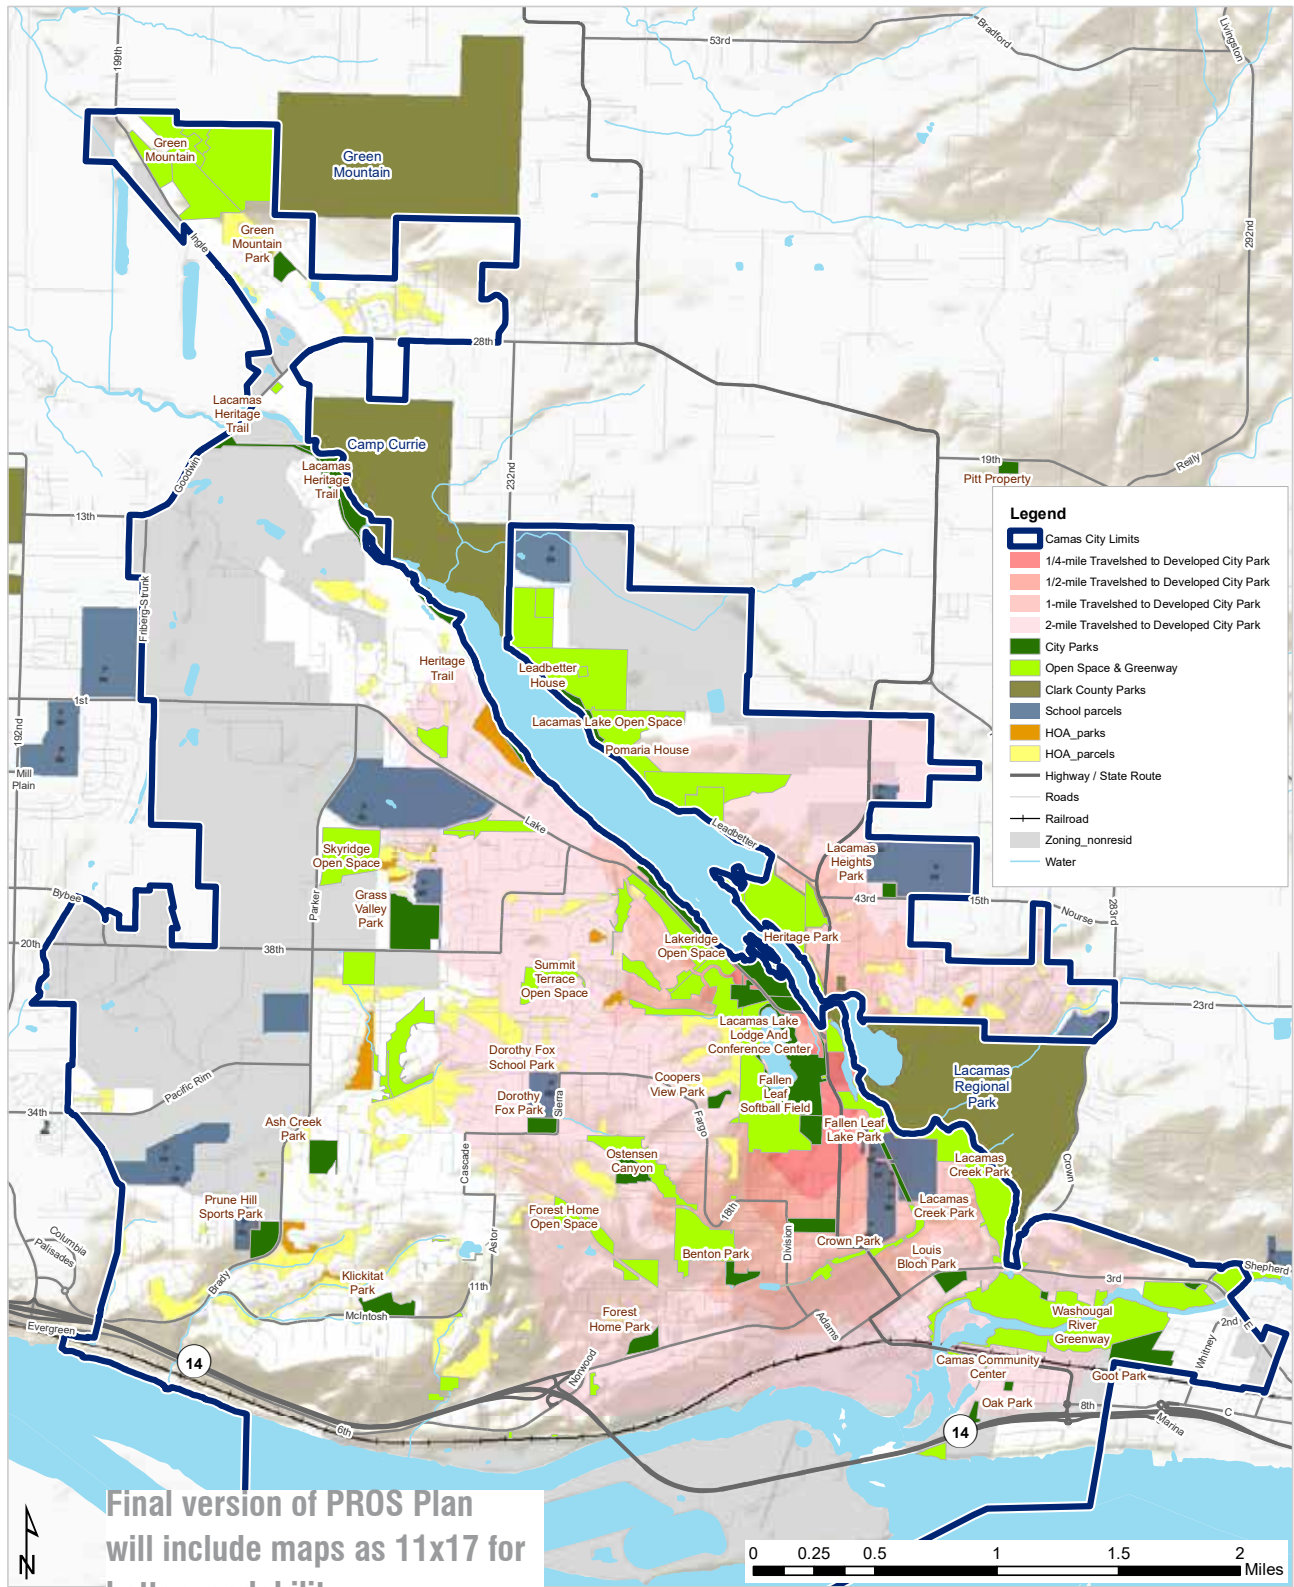 53rd
Bradford
Livingston
199th
Green
Mountain
Green
Mountain
Green
Mountain
Park
Ingle
292nd
28th
Lacamas
Heritage
Trail
Camp Currie
Lacamas
Heritage
Trail
Goodwin
232nd
19th
Reilly
Pitt Property
13th
Friberg-Strunk
Legend
Camas City Limits
1/4-mile Travelshed to Developed City Park
1/2-mile Travelshed to Developed City Park
1-mile Travelshed to Developed City Park
2-mile Travelshed to Developed City Park
City Parks
Open Space & Greenway
Clark County Parks
School parcels
HOA_parks
HOA_parcels
Highway / State Route
Roads
Railroad
Zoning_nonresid
Water
Heritage
Trail
Leadbetter
House
1st
192nd
Lacamas Lake Open Space
Pomaria House
Mill
Plain
Lake
Leadbetter
Skyridge
Open Space
Lacamas
Heights
Park
Bybee
Parker
Grass
Valley
Park
43rd
15th
Nourse
283rd
20th
38th
Lakeridge
Open Space
Heritage Park
Summit
Terrace
Open Space
23rd
Lacamas Lake
Lodge And
Conference Center
Dorothy Fox
School Park
Pacific Rim
Coopers
View Park
Fallen
Leaf
Softball Field
Lacamas
Regional
Park
34th
Dorothy
Fox Park
Sierra
Fargo
Ash Creek
Park
Fallen Leaf
Lake Park
Cascade
Ostensen
Canyon
Lacamas
Creek Park
Crown
Prune Hill
Sports Park
Forest Home
Open Space
18th
Lacamas
Creek Park
Columbia
Palisades
Astor
Benton Park
Division
Crown Park
Louis
Bloch Park
Shepherd
Brady
Klickitat
Park
11th
3rd
McIntosh
Forest
Home Park
Adams
Washougal
River
Greenway
2nd
E
Whitney
Evergreen
14
Norwood
Camas Community
Center
Goot Park
Oak Park
8th
C
Marina
6th
14
Final version of PROS Plan
will include maps as 11x17 for
N
0 0.25 0.5 1 1.5 2
Miles